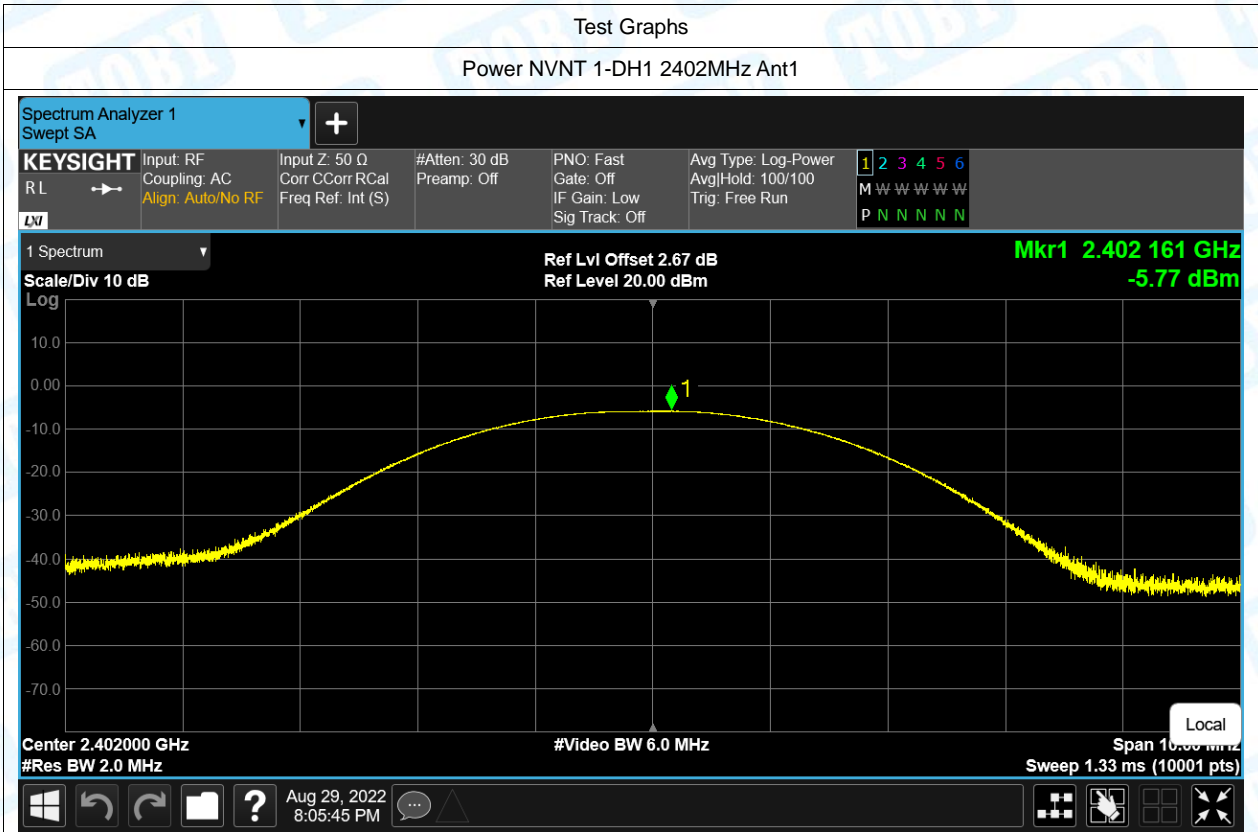 Test Graphs
Power NVNT 1-DH1 2402MHz Ant1
Spectrum Analyzer 1
Swept SA
KEYSIGHT
R L
LXI
Input: RF
Coupling: AC
Align: Auto/No RF
Input Z: 50 Ω
Corr CCorr RCal
Freq Ref: Int (S)
#Atten: 30 dB
Preamp: Off
PNO: Fast
Gate: Off
IF Gain: Low
Sig Track: Off
Avg Type: Log-Power
Avg|Hold: 100/100
Trig: Free Run
1 2 3 4 5 6
M W W W W W
P N N N N N
1 Spectrum
Scale/Div 10 dB
Ref Lvl Offset 2.67 dB
Ref Level 20.00 dBm
Mkr1 2.402 161 GHz
-5.77 dBm
Log
10.0
0.00
-10.0
-20.0
-30.0
-40.0
-50.0
-60.0
-70.0
1
Local
Center 2.402000 GHz
#Video BW 6.0 MHz
Span 10.00 MHz
#Res BW 2.0 MHz
Sweep 1.33 ms (10001 pts)
?
Aug 29, 2022
8:05:45 PM
TOBY